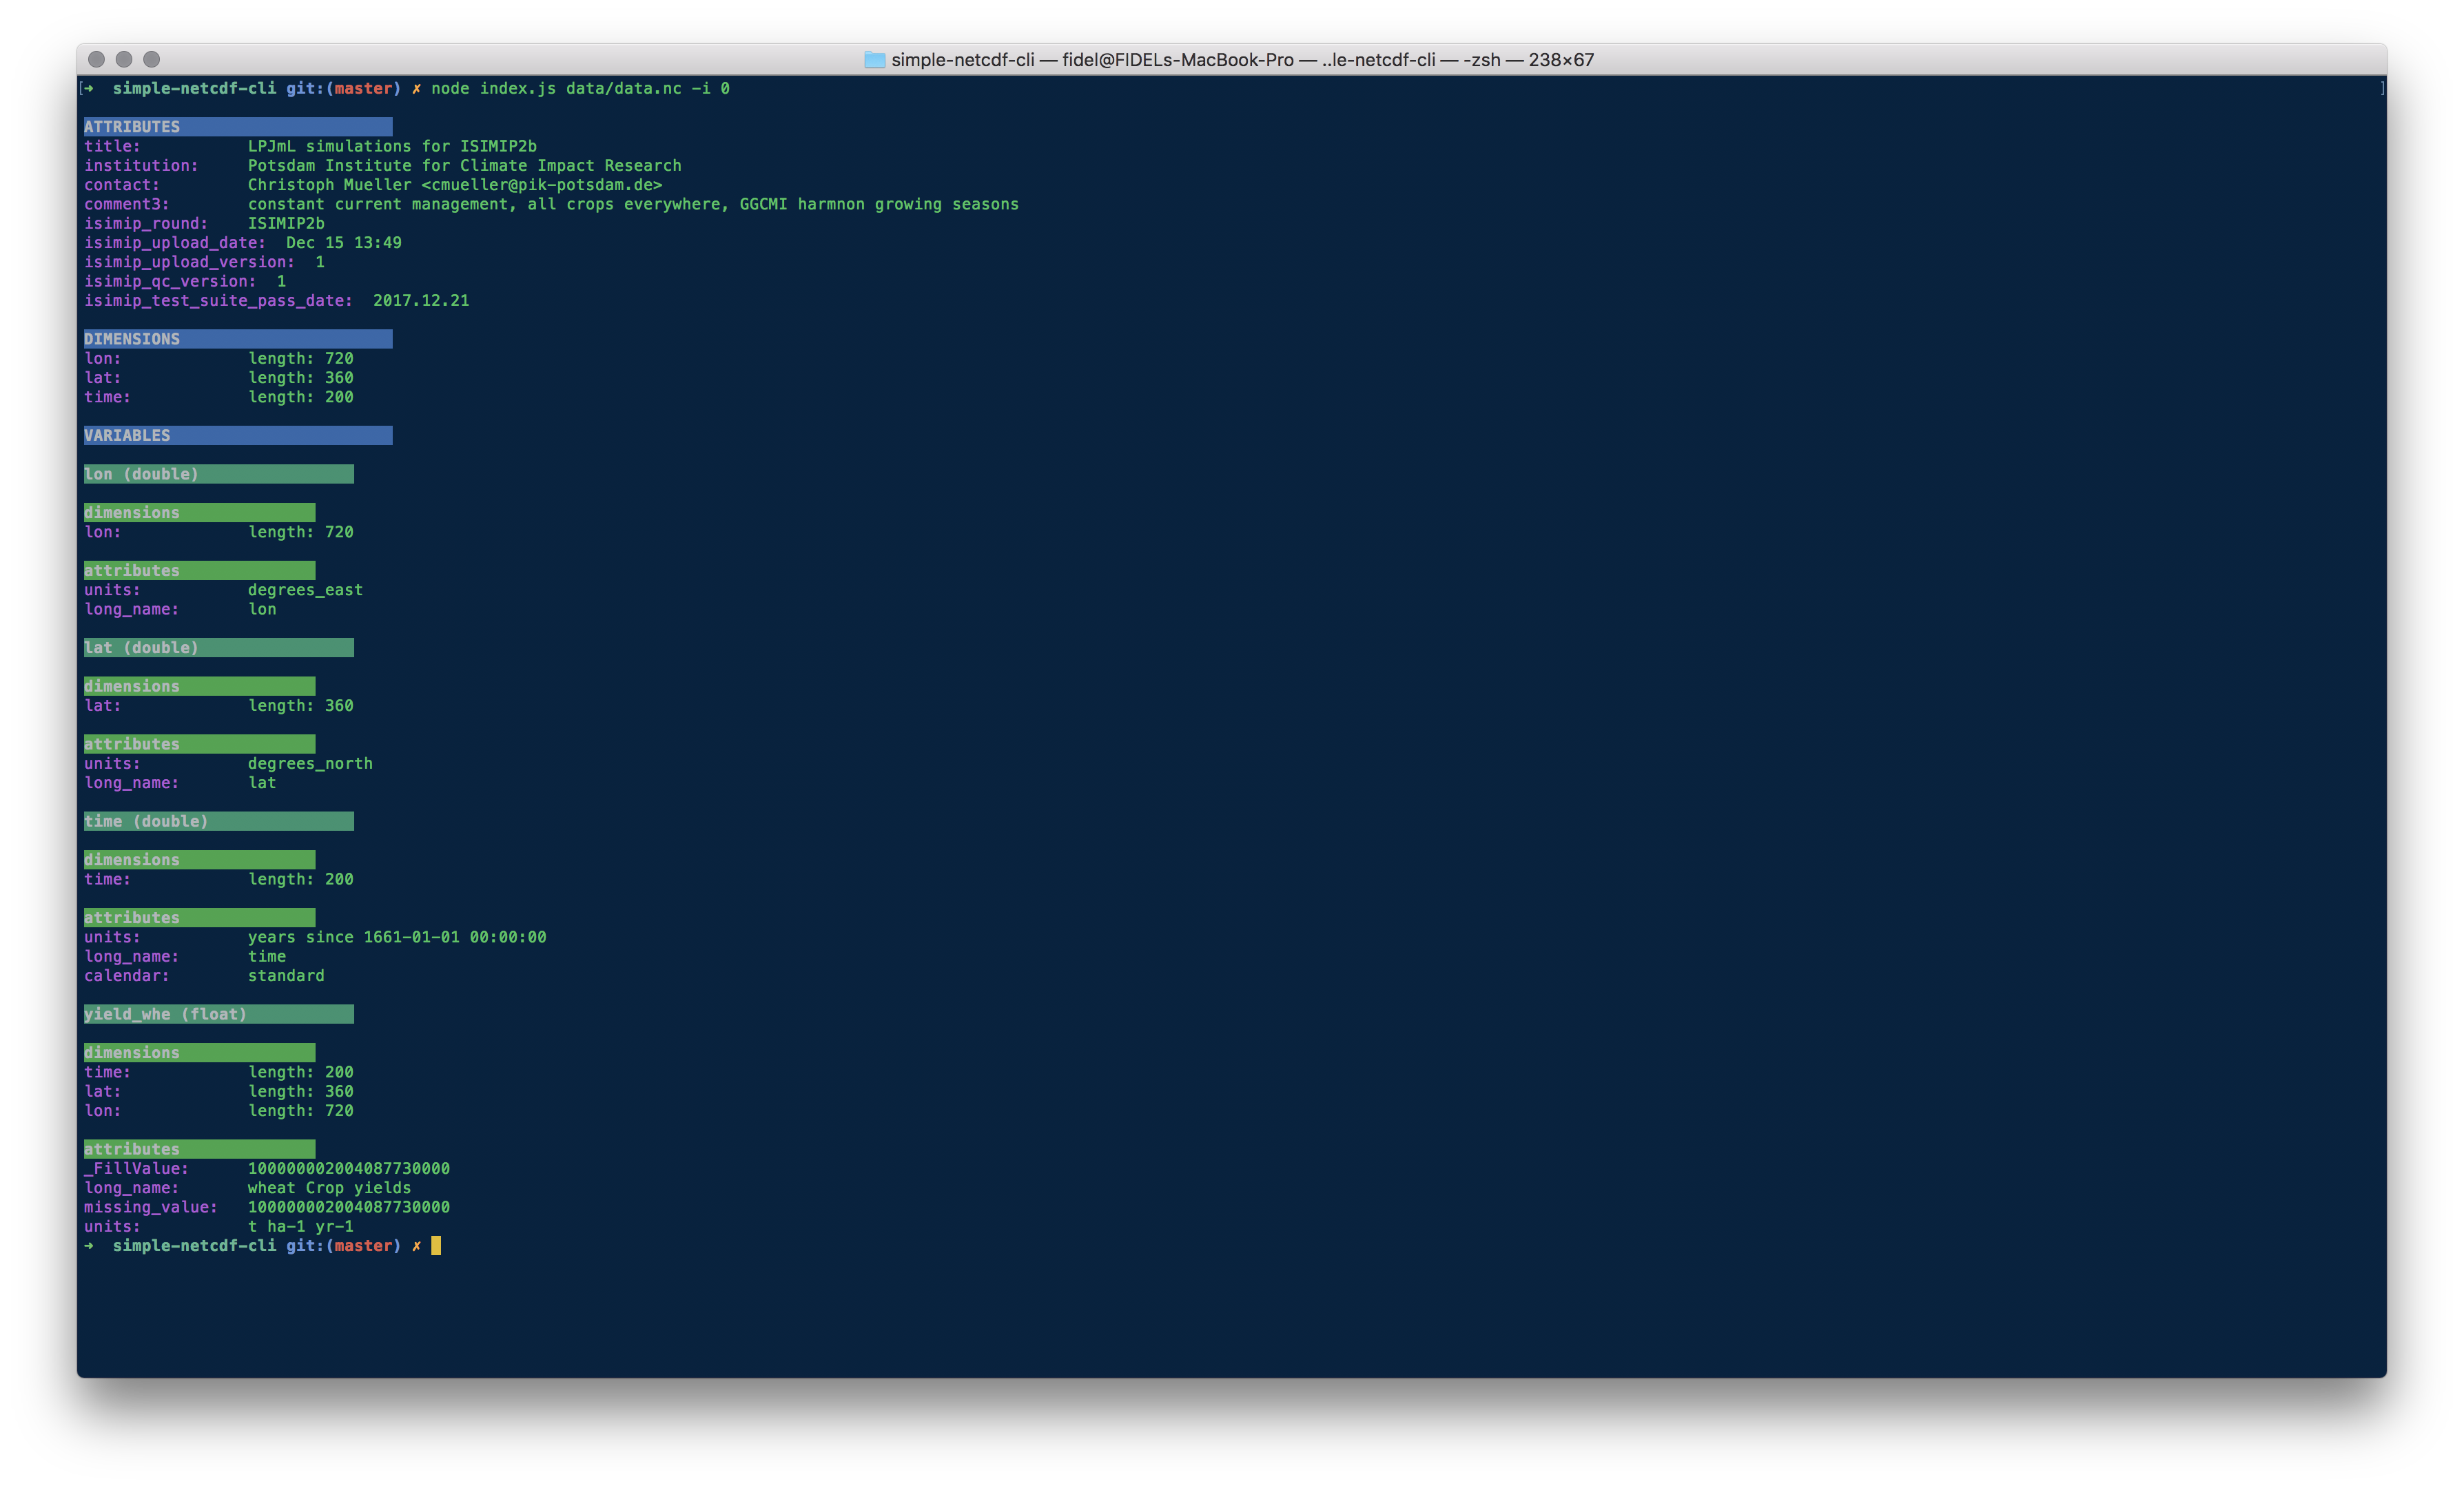 simple-netcdf-cli — fidel@FIDELs-MacBook-Pro — ..le-netcdf-cli — -zsh — 238×67
[➜  simple-netcdf-cli git:(master) ✗ node index.js data/data.nc -i 0 ]
ATTRIBUTES
title: LPJmL simulations for ISIMIP2b
institution: Potsdam Institute for Climate Impact Research
contact: Christoph Mueller <cmueller@pik-potsdam.de>
comment3: constant current management, all crops everywhere, GGCMI harmnon growing seasons
isimip_round: ISIMIP2b
isimip_upload_date: Dec 15 13:49
isimip_upload_version: 1
isimip_qc_version: 1
isimip_test_suite_pass_date: 2017.12.21
DIMENSIONS
lon: length: 720
lat: length: 360
time: length: 200
VARIABLES
lon (double)
dimensions
lon: length: 720
attributes
units: degrees_east
long_name: lon
lat (double)
dimensions
lat: length: 360
attributes
units: degrees_north
long_name: lat
time (double)
dimensions
time: length: 200
attributes
units: years since 1661-01-01 00:00:00
long_name: time
calendar: standard
yield_whe (float)
dimensions
time: length: 200
lat: length: 360
lon: length: 720
attributes
_FillValue: 100000002004087730000
long_name: wheat Crop yields
missing_value: 100000002004087730000
units: t ha-1 yr-1
➜  simple-netcdf-cli git:(master) ✗